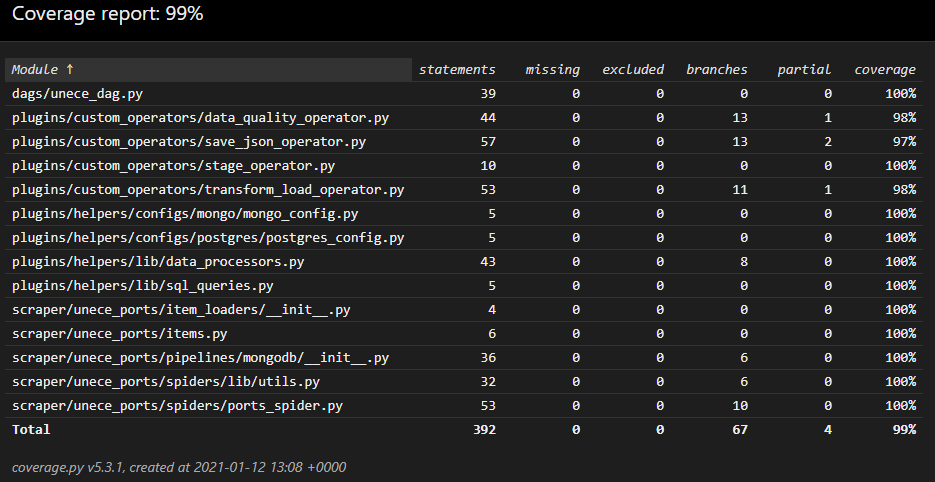 Coverage report: 99%
Module ↑ statements missing excluded branches partial coverage
dags/unece_dag.py 39 0 0 0 0 100%
plugins/custom_operators/data_quality_operator.py 44 0 0 13 1 98%
plugins/custom_operators/save_json_operator.py 57 0 0 13 2 97%
plugins/custom_operators/stage_operator.py 10 0 0 0 0 100%
plugins/custom_operators/transform_load_operator.py 53 0 0 11 1 98%
plugins/helpers/configs/mongo/mongo_config.py 5 0 0 0 0 100%
plugins/helpers/configs/postgres/postgres_config.py 5 0 0 0 0 100%
plugins/helpers/lib/data_processors.py 43 0 0 8 0 100%
plugins/helpers/lib/sql_queries.py 5 0 0 0 0 100%
scraper/unece_ports/item_loaders/__init__.py 4 0 0 0 0 100%
scraper/unece_ports/items.py 6 0 0 0 0 100%
scraper/unece_ports/pipelines/mongodb/__init__.py 36 0 0 6 0 100%
scraper/unece_ports/spiders/lib/utils.py 32 0 0 6 0 100%
scraper/unece_ports/spiders/ports_spider.py 53 0 0 10 0 100%
Total 392 0 0 67 4 99%
coverage.py v5.3.1, created at 2021-01-12 13:08 +0000